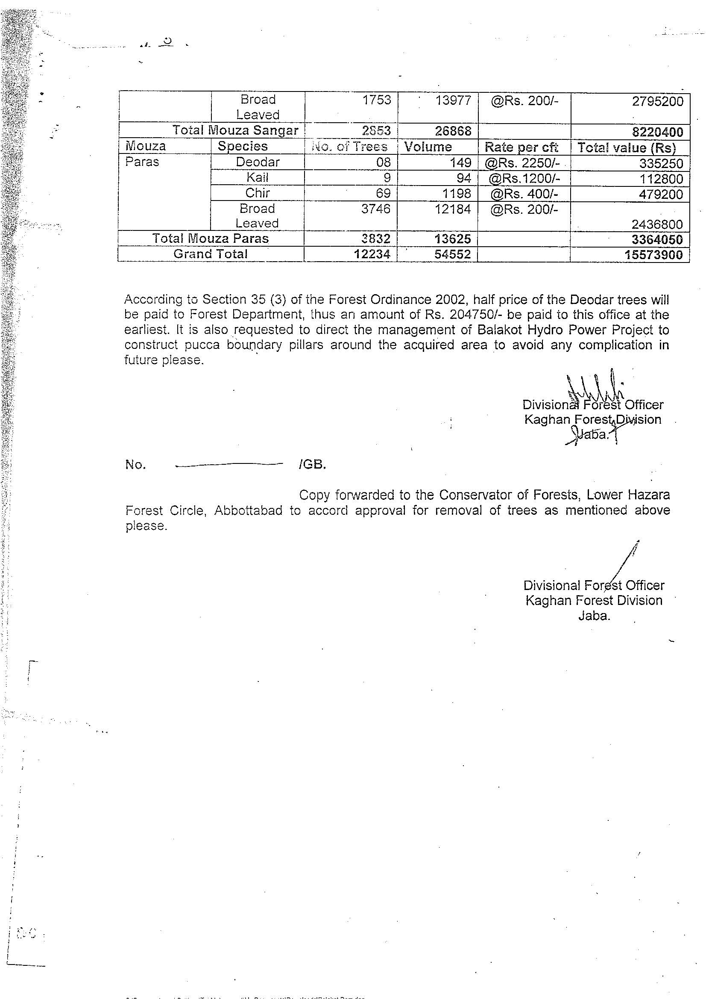 Broad 1753 13977 @Rs. 200/- 2795200
Leaved
Total Mouza Sangar 2853 26868 8220400
Mouza Species No. of Trees Volume Rate per cft Total value (Rs)
Paras Deodar 08 149 @Rs. 2250/- 335250
Kail 9 94 @Rs.1200/- 112800
Chir 69 1198 @Rs. 400/- 479200
Broad 3746 12184 @Rs. 200/-
Leaved 2436800
Total Mouza Paras 3832 13625 3364050
Grand Total 12234 54552 15573900
According to Section 35 (3) of the Forest Ordinance 2002, half price of the Deodar trees will
be paid to Forest Department, thus an amount of Rs. 204750/- be paid to this office at the
earliest. It is also requested to direct the management of Balakot Hydro Power Project to
construct pucca boundary pillars around the acquired area to avoid any complication in
future please.
Divisional Forest Officer
Kaghan Forest Division
Jaba.
No. /GB.
Copy forwarded to the Conservator of Forests, Lower Hazara
Forest Circle, Abbottabad to accord approval for removal of trees as mentioned above
please.
Divisional Forest Officer
Kaghan Forest Division
Jaba.